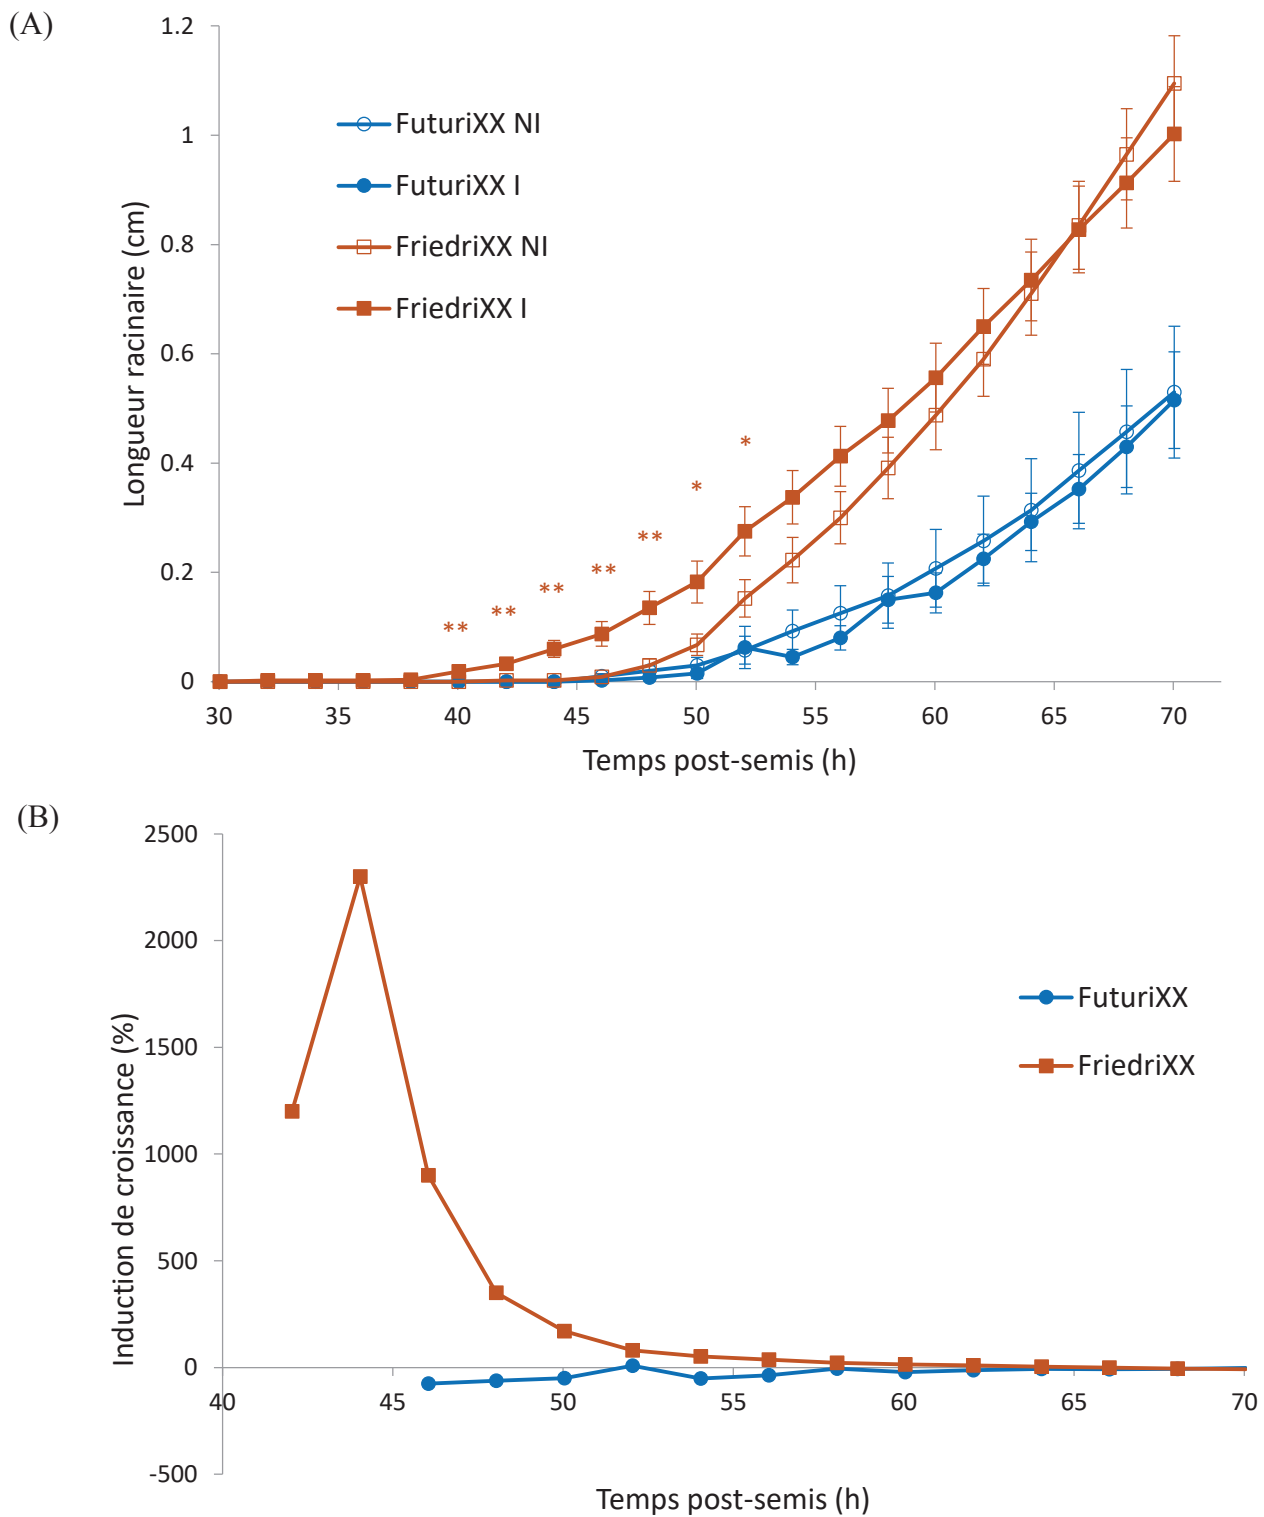 (A)
1.2
1
0.8
0.6
0.4
0.2
0
Longueur racinaire (cm)
FuturiXX NI
FuturiXX I
FriedriXX NI
FriedriXX I
** ** ** ** ** * *
30 35 40 45 50 55 60 65 70
Temps post-semis (h)
(B)
2500
2000
1500
1000
500
0
-500
Induction de croissance (%)
FuturiXX
FriedriXX
40 45 50 55 60 65 70
Temps post-semis (h)